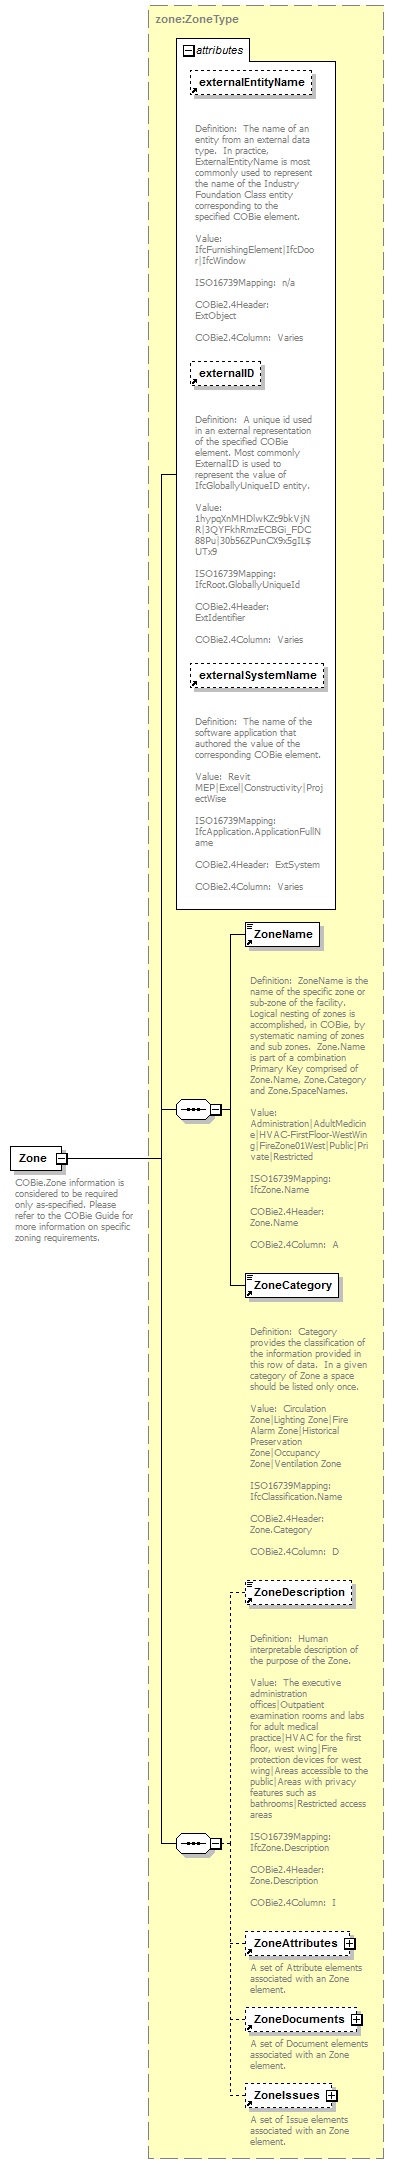 zone:ZoneType
attributes
externalEntityName
Definition:  The name of an
entity from an external data
type.  In practice,
ExternalEntityName is most
commonly used to represent
the name of the Industry
Foundation Class entity
corresponding to the
specified COBie element.
Value:
IfcFurnishingElement|IfcDoo
r|IfcWindow
ISO16739Mapping:  n/a
COBie2.4Header:
ExtObject
COBie2.4Column:  Varies
externalID
Definition:  A unique id used
in an external representation
of the specified COBie
element. Most commonly
ExternalID is used to
represent the value of
IfcGloballyUniqueID entity.
Value:
1hypqXnMHDlwKZc9bkVjN
R|3QYFkhRmzECBGi_FDC
88Pu|30b56ZPunCX9xSgIL$
UTx9
ISO16739Mapping:
IfcRoot.GloballyUniqueId
COBie2.4Header:
ExtIdentifier
COBie2.4Column:  Varies
externalSystemName
Definition:  The name of the
software application that
authored the value of the
corresponding COBie element.
Value:  Revit
MEP|Excel|Constructivity|Proj
ectWise
ISO16739Mapping:
IfcApplication.ApplicationFullN
ame
COBie2.4Header:  ExtSystem
COBie2.4Column:  Varies
ZoneName
Definition:  ZoneName is the
name of the specific zone or
sub-zone of the facility.
Logical nesting of zones is
accomplished, in COBie, by
systematic naming of zones
and sub zones.  Zone.Name
is part of a combination
Primary Key comprised of
Zone.Name, Zone.Category
and Zone.SpaceNames.
Value:
Administration|AdultMedicin
e|HVAC-FirstFloor-WestWin
g|FireZone01West|Public|Pri
vate|Restricted
ISO16739Mapping:
IfcZone.Name
COBie2.4Header:
Zone.Name
COBie2.4Column:  A
Zone
COBie.Zone information is
considered to be required
only as-specified. Please
refer to the COBie Guide for
more information on specific
zoning requirements.
ZoneCategory
Definition:  Category
provides the classification of
the information provided in
this row of data.  In a given
category of Zone a space
should be listed only once.
Value:  Circulation
Zone|Lighting Zone|Fire
Alarm Zone|Historical
Preservation
Zone|Occupancy
Zone|Ventilation Zone
ISO16739Mapping:
IfcClassification.Name
COBie2.4Header:
Zone.Category
COBie2.4Column:  D
ZoneDescription
Definition:  Human
interpretable description of
the purpose of the Zone.
Value:  The executive
administration
offices|Outpatient
examination rooms and labs
for adult medical
practice|HVAC for the first
floor, west wing|Fire
protection devices for west
wing|Areas accessible to the
public|Areas with privacy
features such as
bathrooms|Restricted access
areas
ISO16739Mapping:
IfcZone.Description
COBie2.4Header:
Zone.Description
COBie2.4Column:  I
ZoneAttributes
A set of Attribute elements
associated with an Zone
element.
ZoneDocuments
A set of Document elements
associated with an Zone
element.
ZoneIssues
A set of Issue elements
associated with an Zone
element.